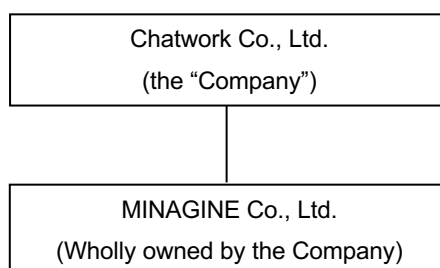 Chatwork Co., Ltd.
(the “Company”)
MINAGINE Co., Ltd.
(Wholly owned by the Company)